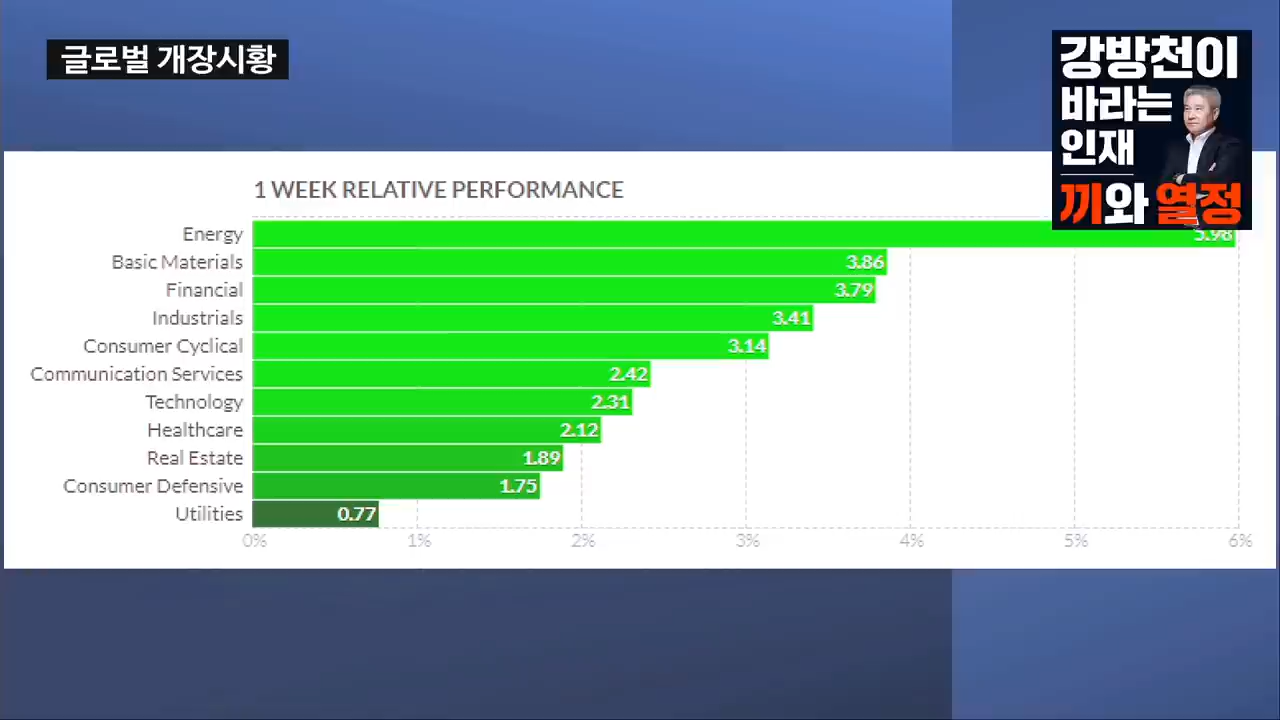 글로벌 개장시황
강방천이
바라는
인재
끼와 열정
1 WEEK RELATIVE PERFORMANCE
Energy 5.98
Basic Materials 3.86
Financial 3.79
Industrials 3.41
Consumer Cyclical 3.14
Communication Services 2.42
Technology 2.31
Healthcare 2.12
Real Estate 1.89
Consumer Defensive 1.75
Utilities 0.77
0% 1% 2% 3% 4% 5% 6%